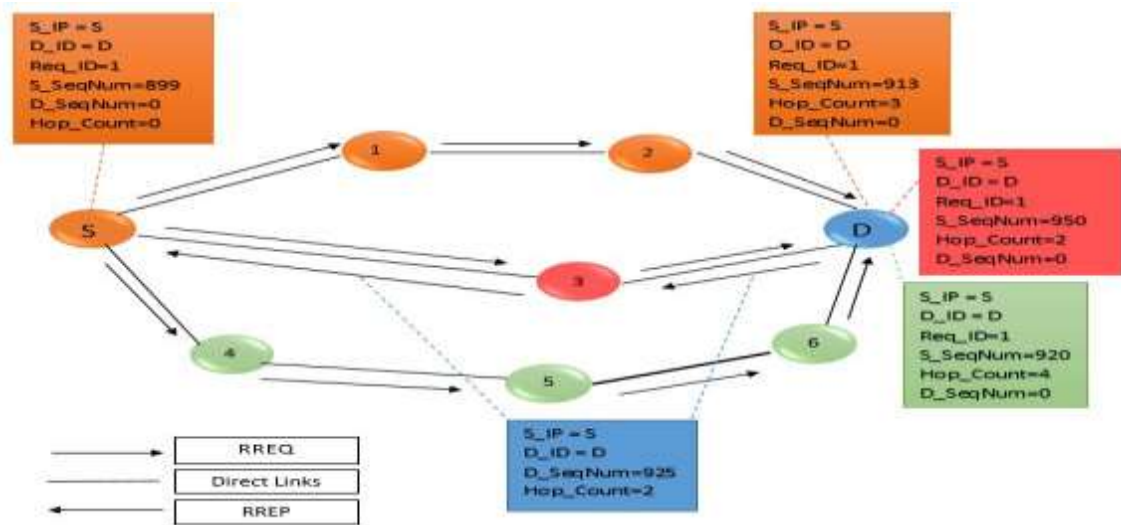 S_IP = S
D_ID = D
Req_ID=1
S_SeqNum=899
D_SeqNum=0
Hop_Count=0
S_IP = S
D_ID = D
Req_ID=1
S_SeqNum=913
Hop_Count=3
D_SeqNum=0
1
2
S_IP = S
D_ID = D
Req_ID=1
S_SeqNum=950
Hop_Count=2
D_SeqNum=0
S
D
3
S_IP = S
D_ID = D
Req_ID=1
S_SeqNum=920
Hop_Count=4
D_SeqNum=0
4
5
6
S_IP = S
D_ID = D
D_SeqNum=925
Hop_Count=2
RREQ
Direct Links
RREP